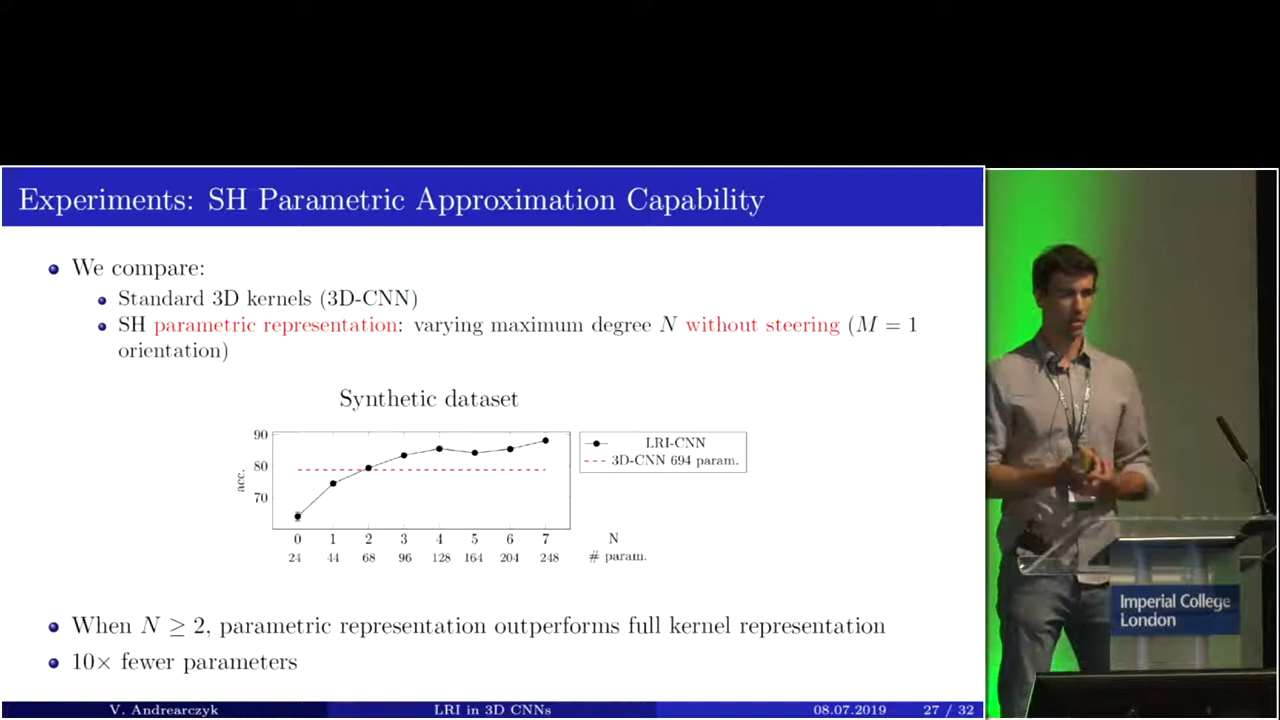 Experiments: SH Parametric Approximation Capability
We compare:
Standard 3D kernels (3D-CNN)
SH parametric representation: varying maximum degree N without steering (M = 1
orientation)
Synthetic dataset
90
80
70
acc.
LRI-CNN
3D-CNN 694 param.
0 1 2 3 4 5 6 7 N
24 44 68 96 128 164 204 248 # param.
When N ≥ 2, parametric representation outperforms full kernel representation
10× fewer parameters
V. Andrearczyk LRI in 3D CNNs 08.07.2019 27 / 32
Imperial College
London